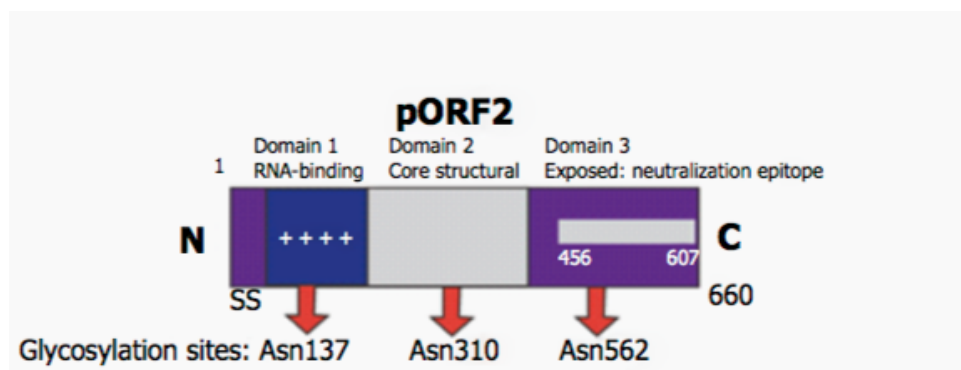 pORF2
Domain 1 Domain 2 Domain 3
1 RNA-binding Core structural Exposed: neutralization epitope
N ++++ C
456 607
SS 660
Glycosylation sites: Asn137 Asn310 Asn562